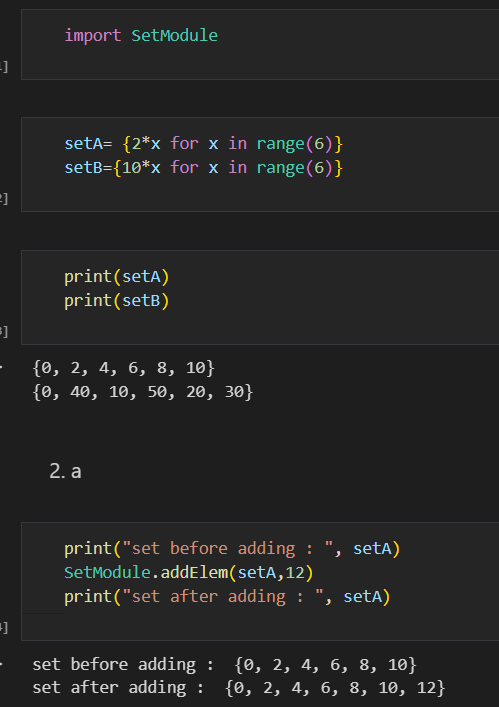 import SetModule
]
setA= {2*x for x in range(6)}
setB={10*x for x in range(6)}
]
print(setA)
print(setB)
]
{0, 2, 4, 6, 8, 10}
{0, 40, 10, 50, 20, 30}
2. a
print("set before adding : ", setA)
SetModule.addElem(setA,12)
print("set after adding : ", setA)
]
set before adding :  {0, 2, 4, 6, 8, 10}
set after adding :  {0, 2, 4, 6, 8, 10, 12}